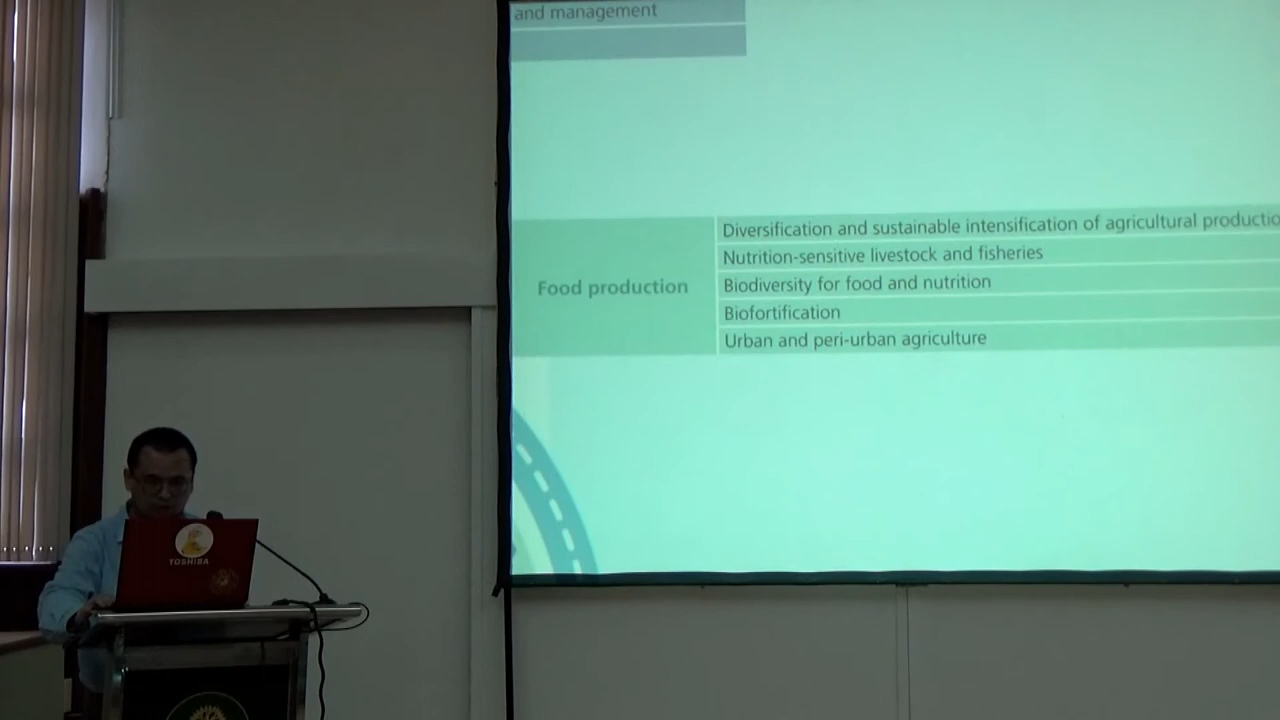 and management
Food production
Diversification and sustainable intensification of agricultural productio
Nutrition-sensitive livestock and fisheries
Biodiversity for food and nutrition
Biofortification
Urban and peri-urban agriculture
TOSHIBA